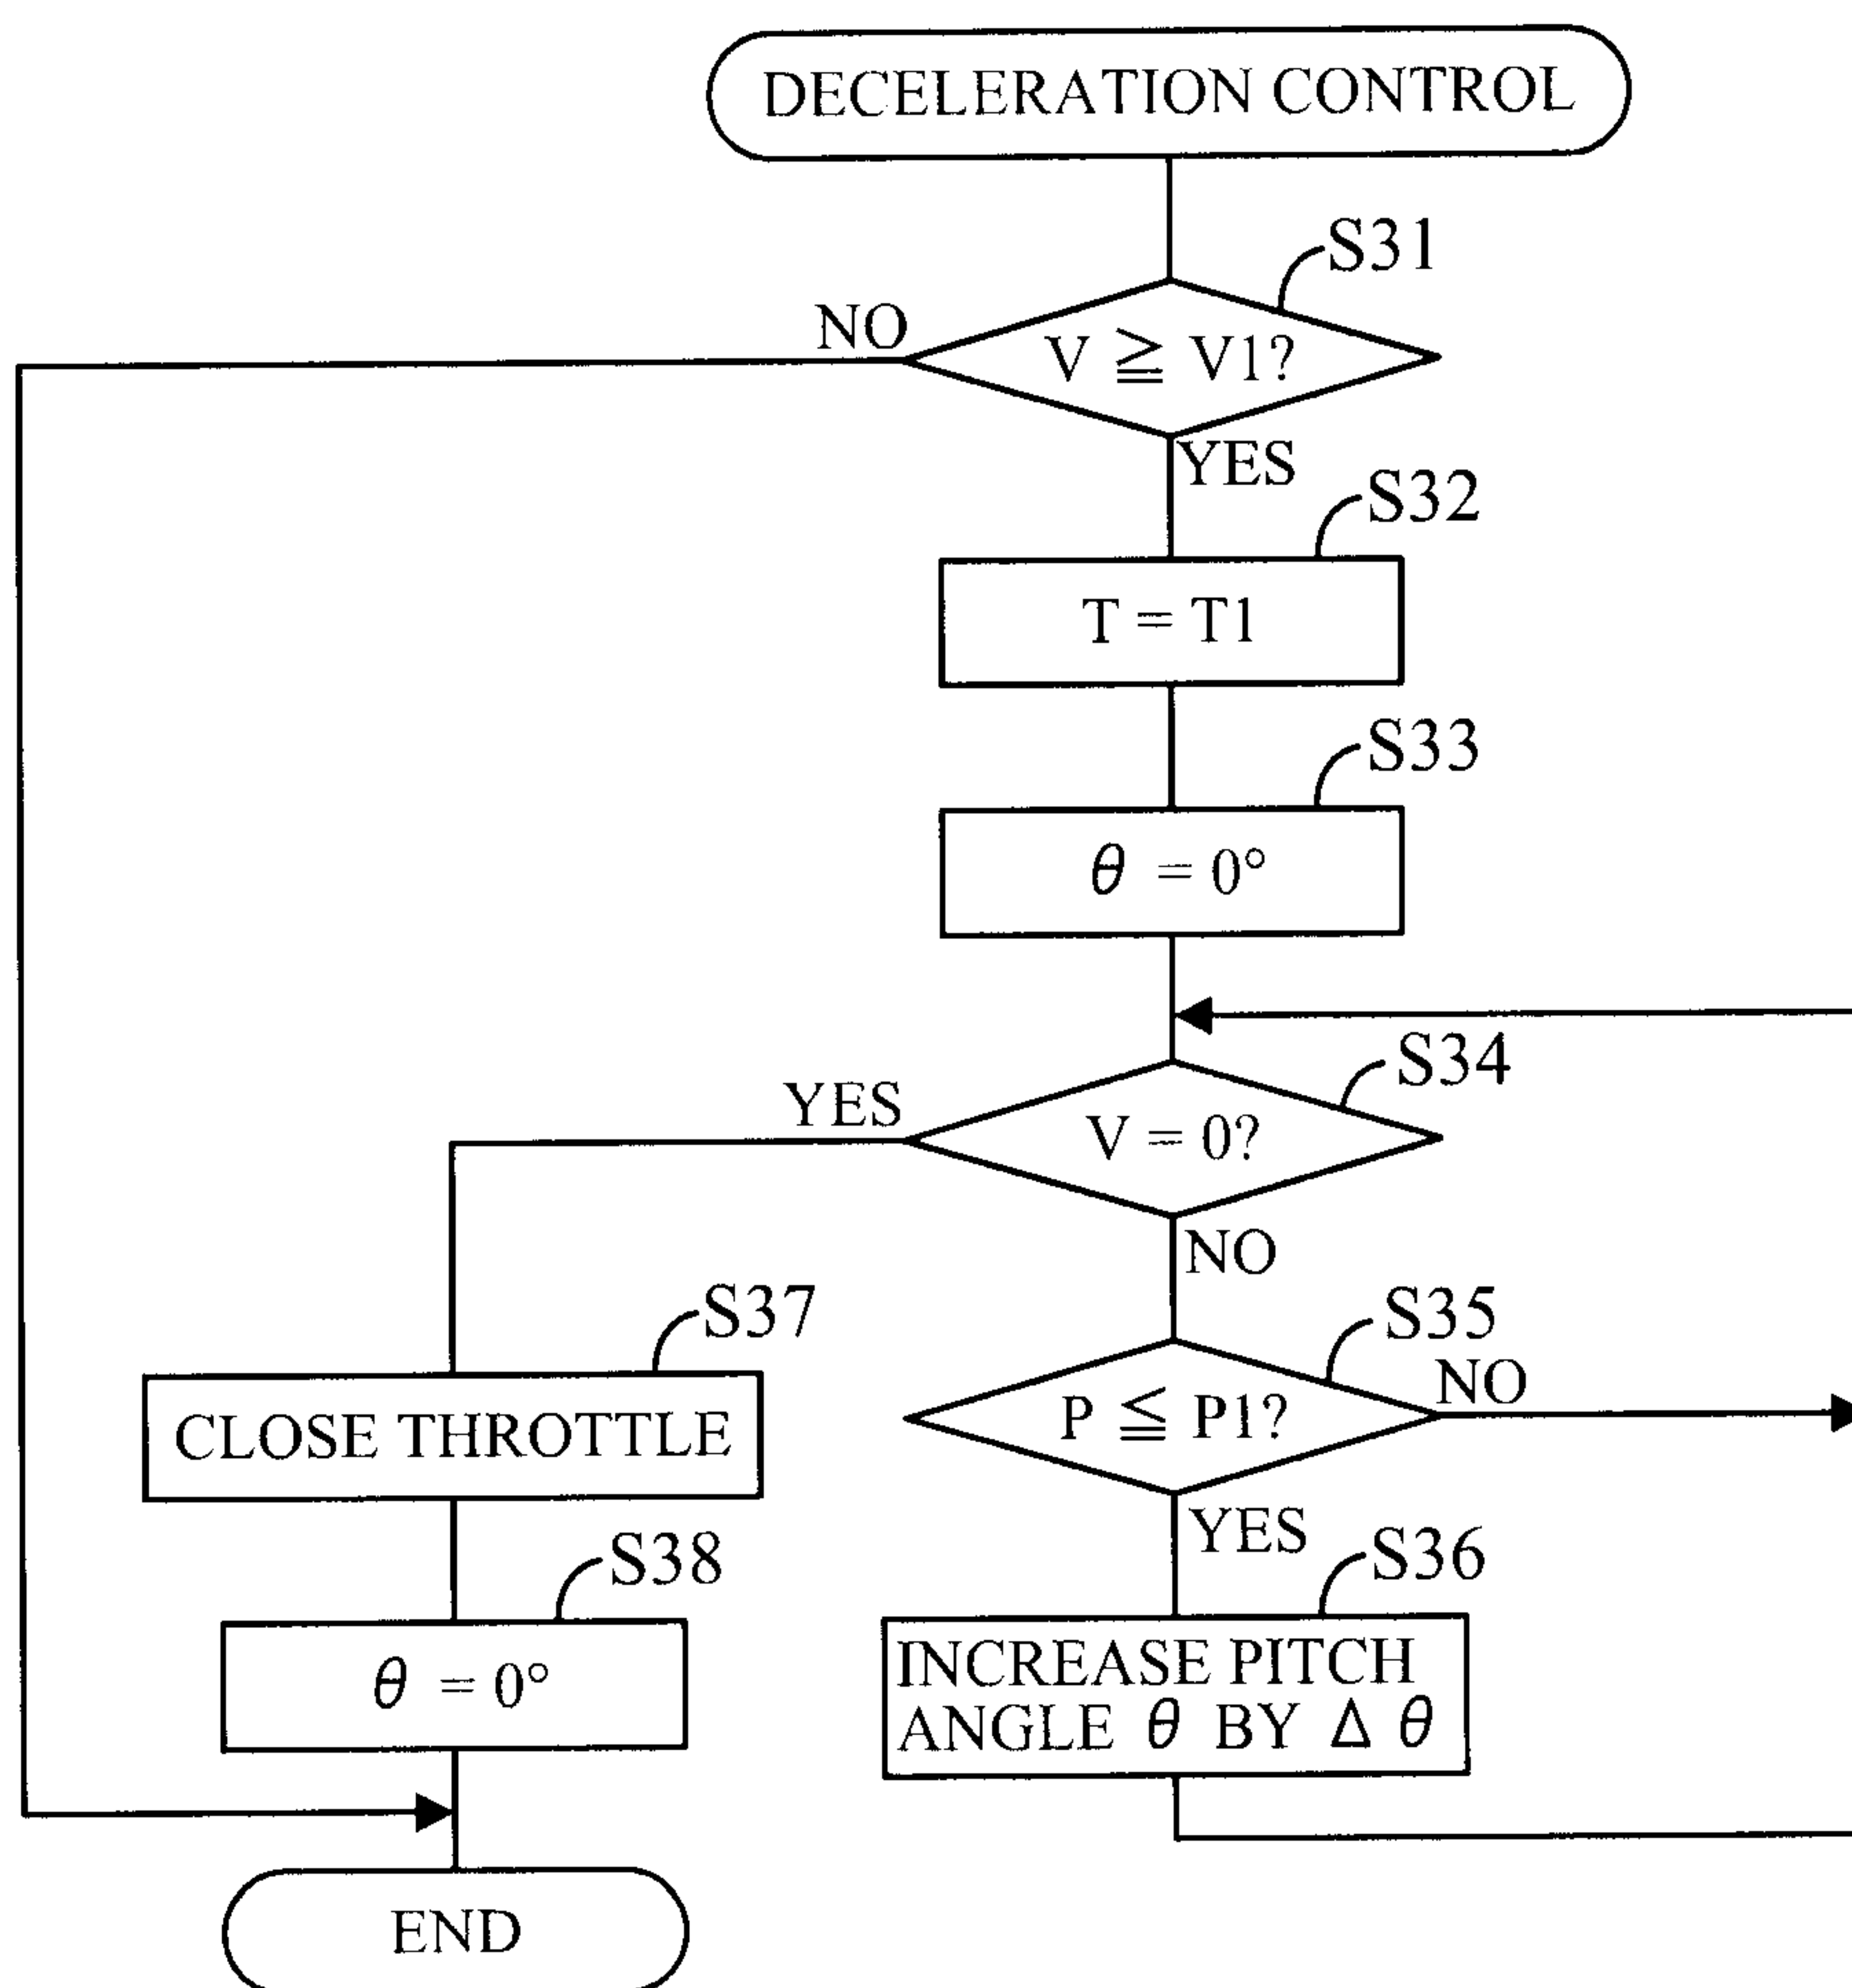 DECELERATION CONTROL
S31
NO
V ≧ V1?
YES
S32
T = T1
S33
θ = 0°
S34
YES
V = 0?
NO
S37
S35
NO
CLOSE THROTTLE
P ≦ P1?
YES
S38
S36
θ = 0°
INCREASE PITCH
ANGLE θ BY Δ θ
END